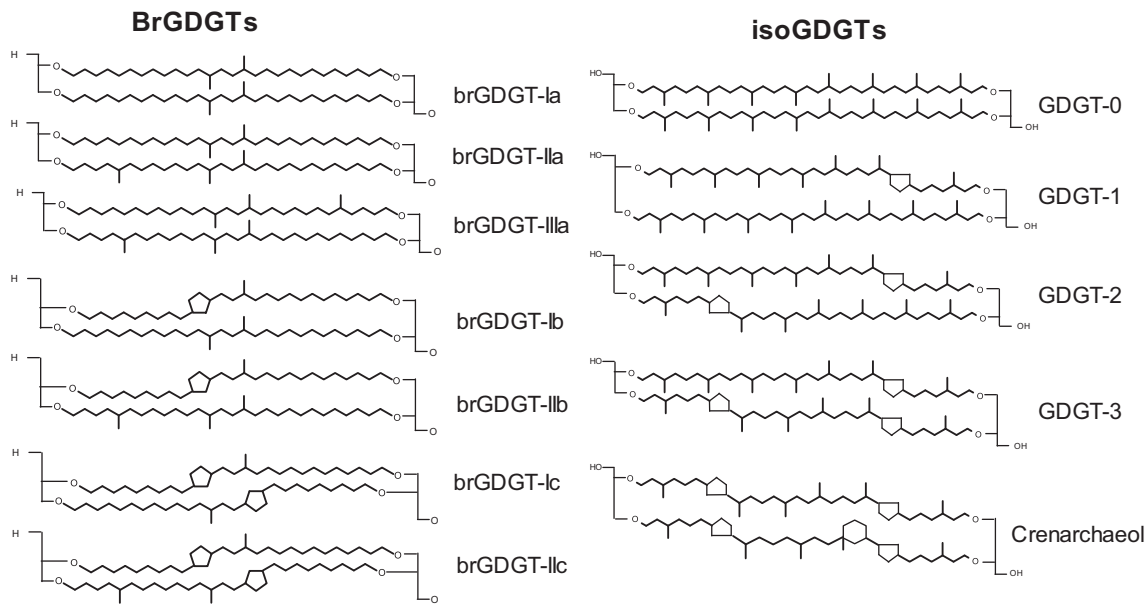 BrGDGTs
H
O O
brGDGT-Ia
O O
O
H
O O
brGDGT-IIa
O O
O
H
O O
brGDGT-IIIa
O O
O
H
O O
brGDGT-Ib
O O
O
H
O O
brGDGT-IIb
O O
O
H
O O
brGDGT-Ic
O O
O
H
O O
brGDGT-IIc
O O
O
isoGDGTs
HO
O O
GDGT-0
O O
OH
HO
O O
GDGT-1
O O
OH
HO
O O
GDGT-2
O O
OH
HO
O O
GDGT-3
O O
OH
HO
O O
Crenarchaeol
O O
OH